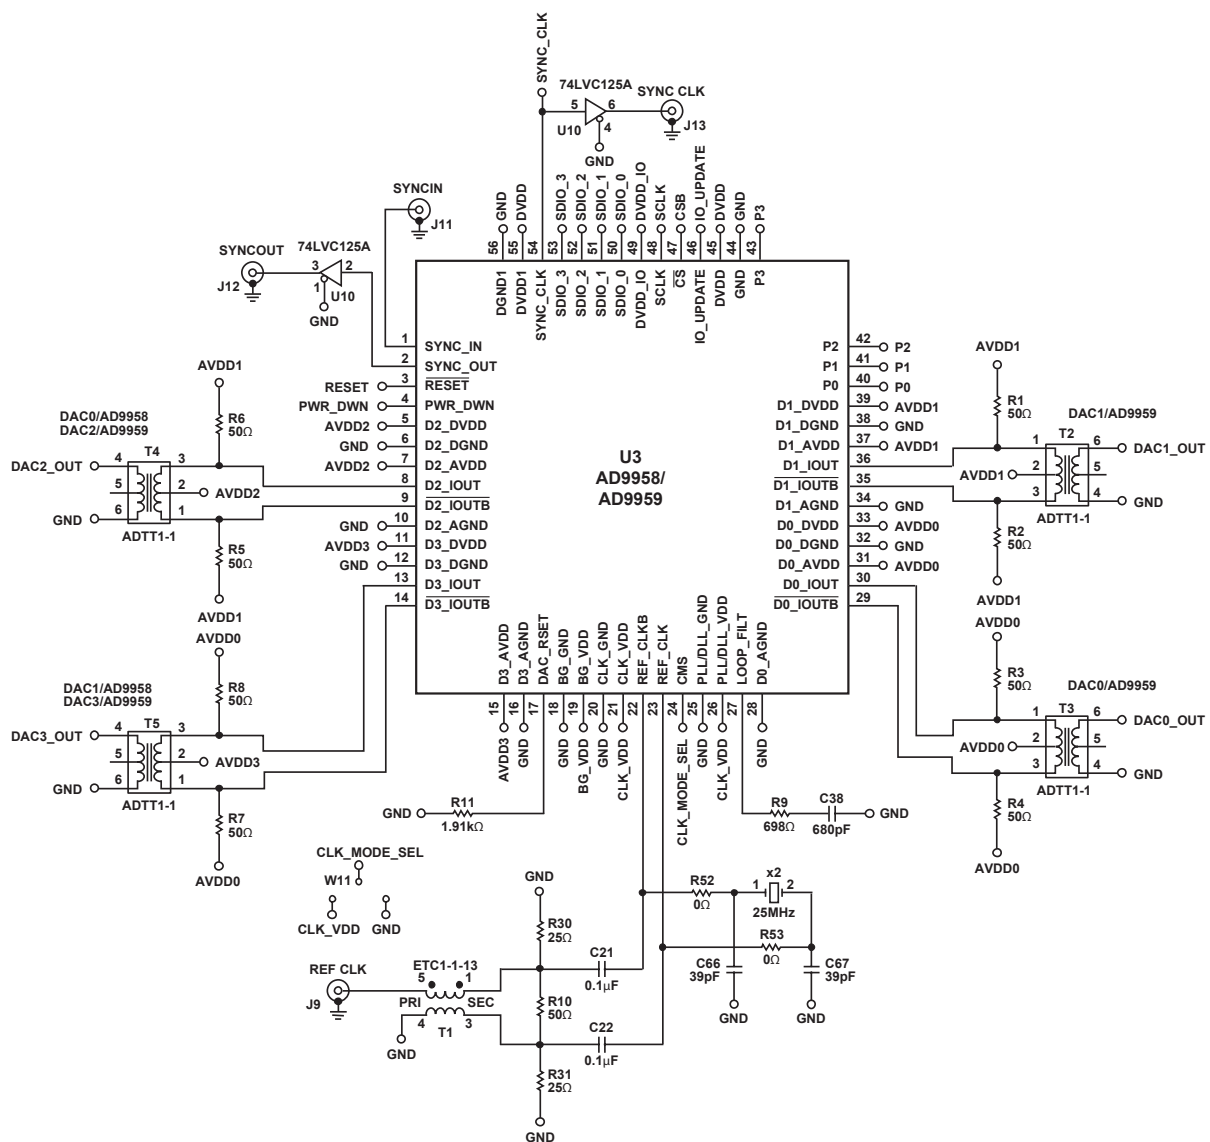 SYNC_CLK
74LVC125A
SYNC CLK
5
6
U10
4
J13
GND
SYNCIN
J11
SYNCOUT
74LVC125A
3
2
J12
1
U10
GND
GND
DVDD
SDIO_3
SDIO_2
SDIO_1
SDIO_0
DVDD_IO
SCLK
CSB
IO_UPDATE
DVDD
GND
P3
56
55
54
53
52
51
50
49
48
47
46
45
44
43
DGND1
DVDD1
SYNC_CLK
SDIO_3
SDIO_2
SDIO_1
SDIO_0
DVDD_IO
SCLK
CS
IO_UPDATE
DVDD
GND
P3
1 SYNC_IN
2 SYNC_OUT
RESET 3 RESET
PWR_DWN 4 PWR_DWN
AVDD2 5 D2_DVDD
GND 6 D2_DGND
AVDD2 7 D2_AVDD
8 D2_IOUT
9 D2_IOUTB
GND 10 D2_AGND
AVDD3 11 D3_DVDD
GND 12 D3_DGND
13 D3_IOUT
14 D3_IOUTB
U3
AD9958/
AD9959
P2 42 P2
P1 41 P1
P0 40 P0
D1_DVDD 39 AVDD1
D1_DGND 38 GND
D1_AVDD 37 AVDD1
D1_IOUT 36
D1_IOUTB 35
D1_AGND 34 GND
D0_DVDD 33 AVDD0
D0_DGND 32 GND
D0_AVDD 31 AVDD0
D0_IOUT 30
D0_IOUTB 29
D3_AVDD
D3_AGND
DAC_RSET
BG_GND
BG_VDD
CLK_GND
CLK_VDD
REF_CLKB
REF_CLK
CMS
PLL/DLL_GND
PLL/DLL_VDD
LOOP_FILT
D0_AGND
15
16
17
18
19
20
21
22
23
24
25
26
27
28
AVDD3
GND
GND
BG_VDD
GND
CLK_VDD
CLK_MODE_SEL
GND
CLK_VDD
GND
AVDD1
R6
50Ω
DAC0/AD9958
DAC2/AD9959
T4
DAC2_OUT 4 3
5 2 AVDD2
GND 6 1
ADTT1-1
R5
50Ω
AVDD1
AVDD0
R8
50Ω
DAC1/AD9958
DAC3/AD9959
T5
DAC3_OUT 4 3
5 2 AVDD3
GND 6 1
ADTT1-1
R7
50Ω
AVDD0
AVDD1
R1
50Ω
DAC1/AD9959
T2
1 6 DAC1_OUT
AVDD1 2 5
3 4 GND
ADTT1-1
R2
50Ω
AVDD1
AVDD0
R3
50Ω
DAC0/AD9959
T3
1 6 DAC0_OUT
AVDD0 2 5
3 4 GND
ADTT1-1
R4
50Ω
AVDD0
GND R11
1.91kΩ
R9 C38 GND
698Ω 680pF
CLK_MODE_SEL
W11
CLK_VDD GND
GND
R30
25Ω
R52
0Ω
1 x2 2
25MHz
R53
0Ω
C66
39pF
C67
39pF
GND
GND
REF CLK
J9
ETC1-1-13
5 1
PRI SEC
4 3
T1
GND
C21
0.1µF
R10
50Ω
C22
0.1µF
R31
25Ω
GND